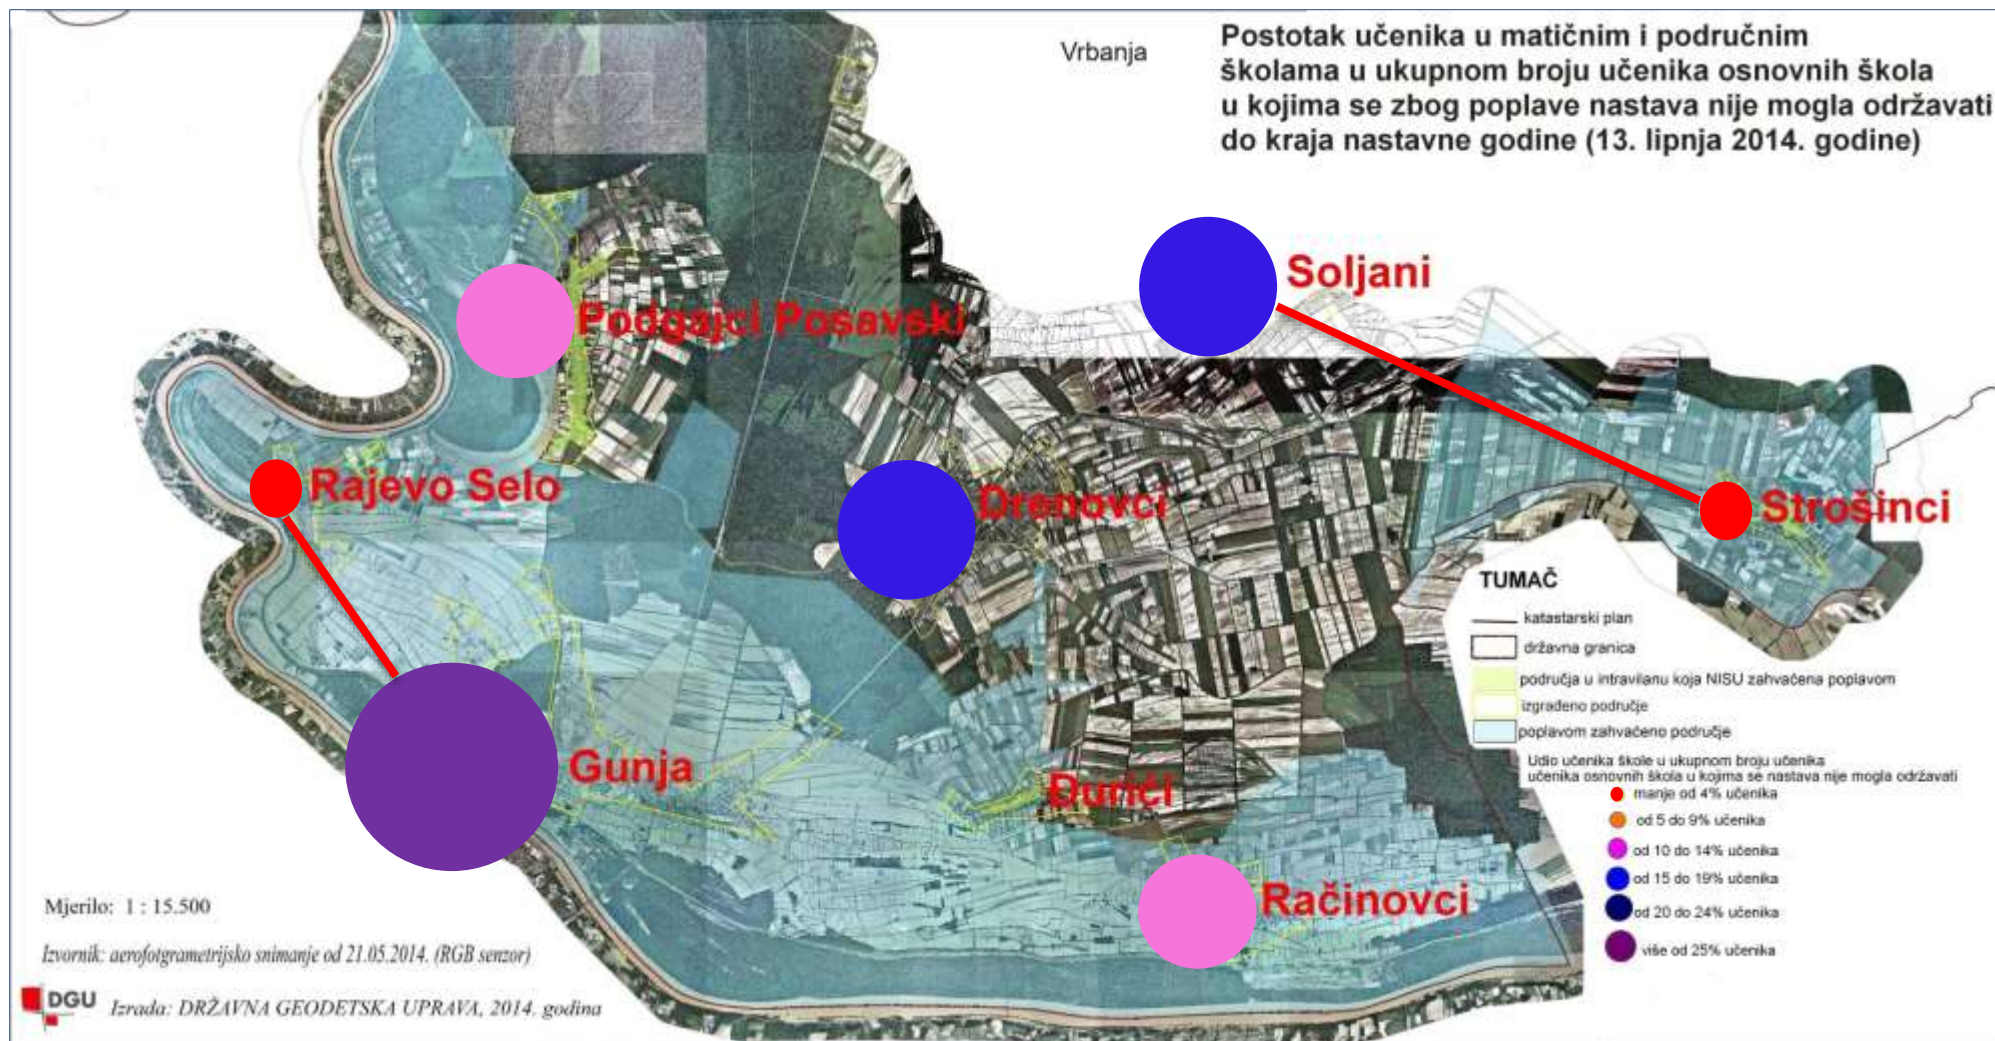 Vrbanja
Postotak učenika u matičnim i područnim
školama u ukupnom broju učenika osnovnih škola
u kojima se zbog poplave nastava nije mogla održavati
do kraja nastavne godine (13. lipnja 2014. godine)
Soljani
Podgajci Posavski
Rajevo Selo
Drenovci
Strošinci
Gunja
Đurići
Račinovci
TUMAČ
katastarski plan
državna granica
područja u intravilanu koja NISU zahvaćena poplavom
izgrađeno područje
poplavom zahvaćeno područje
Udio učenika škole u ukupnom broju učenika
učenika osnovnih škola u kojima se nastava nije mogla održavati
manje od 4% učenika
od 5 do 9% učenika
od 10 do 14% učenika
od 15 do 19% učenika
od 20 do 24% učenika
više od 25% učenika
Mjerilo: 1 : 15.500
Izvornik: aerofotgrametrijsko snimanje od 21.05.2014. (RGB senzor)
DGU Izrada: DRŽAVNA GEODETSKA UPRAVA, 2014. godina